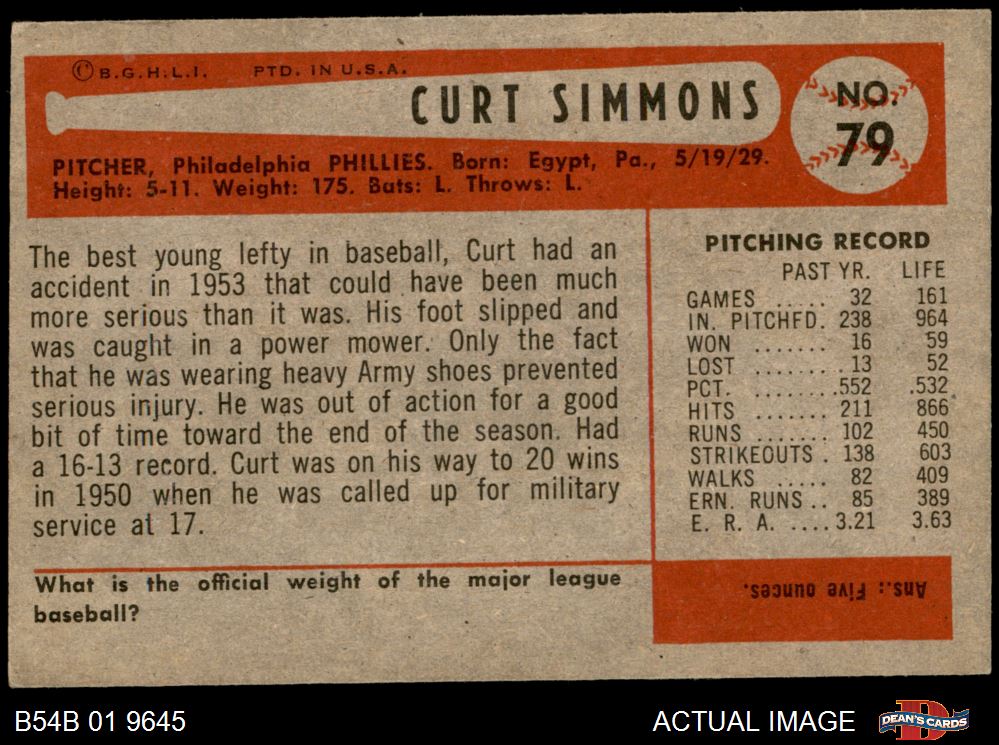 ©B.G.H.L.I. PTD. IN U.S.A.
CURT SIMMONS
NO.
79
PITCHER, Philadelphia PHILLIES. Born: Egypt, Pa., 5/19/29.
Height: 5-11. Weight: 175. Bats: L. Throws: L.
The best young lefty in baseball, Curt had an
accident in 1953 that could have been much
more serious than it was. His foot slipped and
was caught in a power mower. Only the fact
that he was wearing heavy Army shoes prevented
serious injury. He was out of action for a good
bit of time toward the end of the season. Had
a 16-13 record. Curt was on his way to 20 wins
in 1950 when he was called up for military
service at 17.
PITCHING RECORD
PAST YR. LIFE
GAMES ..... 32 161
IN. PITCHFD. 238 964
WON ....... 16 59
LOST ....... 13 52
PCT. .......552 .532
HITS ....... 211 866
RUNS ....... 102 450
STRIKEOUTS . 138 603
WALKS ..... 82 409
ERN. RUNS .. 85 389
E. R. A. ....3.21 3.63
What is the official weight of the major league
baseball?
Ans.: Five ounces.
B54B 01 9645
ACTUAL IMAGE
D
DEAN'S CARDS